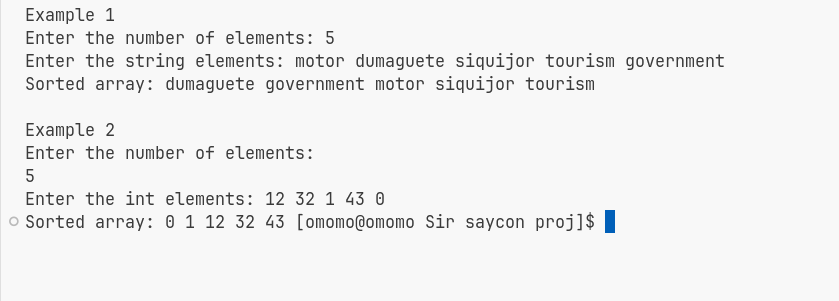 Example 1
Enter the number of elements: 5
Enter the string elements: motor dumaguete siquijor tourism government
Sorted array: dumaguete government motor siquijor tourism
Example 2
Enter the number of elements:
5
Enter the int elements: 12 32 1 43 0
Sorted array: 0 1 12 32 43 [omomo@omomo Sir saycon proj]$